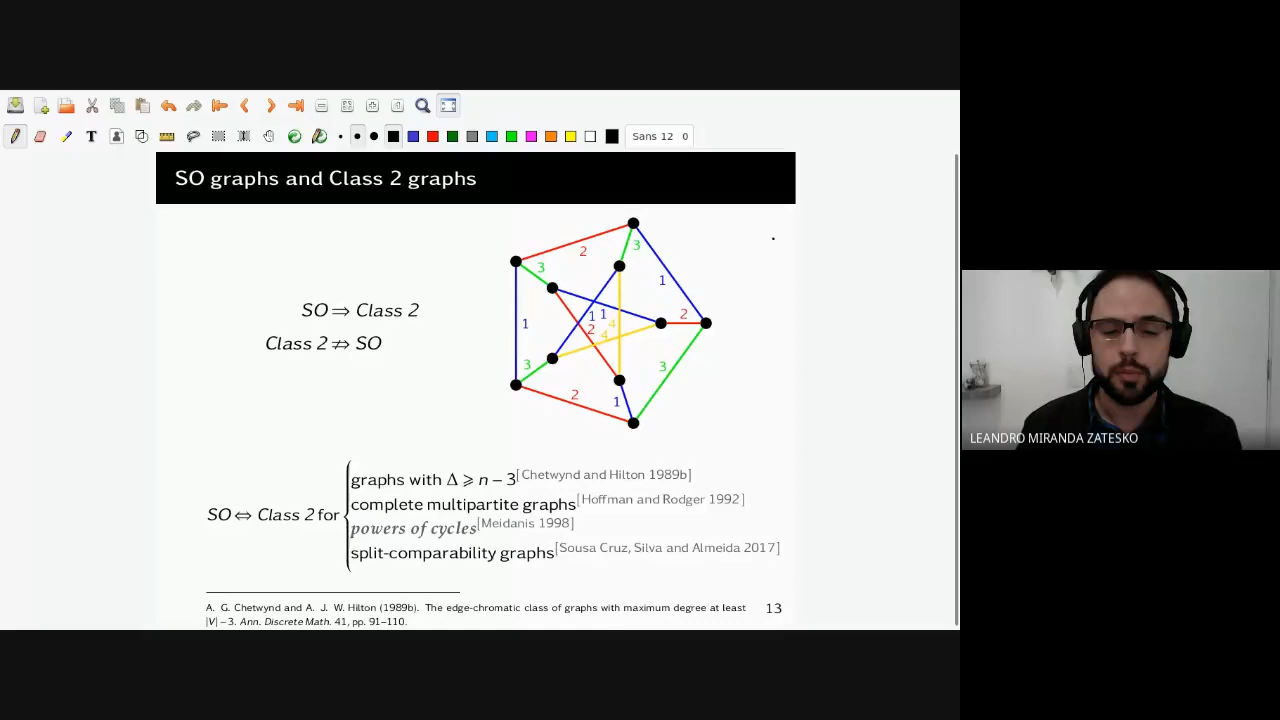 Sans 12 0
SO graphs and Class 2 graphs
2
3
3
1
SO ⇒ Class 2
1
1 1
4
2
2
4
Class 2 ⇏ SO
3
3
2
1
graphs with Δ ⩾ n – 3[Chetwynd and Hilton 1989b]
complete multipartite graphs[Hoffman and Rodger 1992]
SO ⇔ Class 2 for
powers of cycles[Meidanis 1998]
split-comparability graphs[Sousa Cruz, Silva and Almeida 2017]
A. G. Chetwynd and A. J. W. Hilton (1989b). The edge-chromatic class of graphs with maximum degree at least
|V| – 3. Ann. Discrete Math. 41, pp. 91–110.
13
LEANDRO MIRANDA ZATESKO